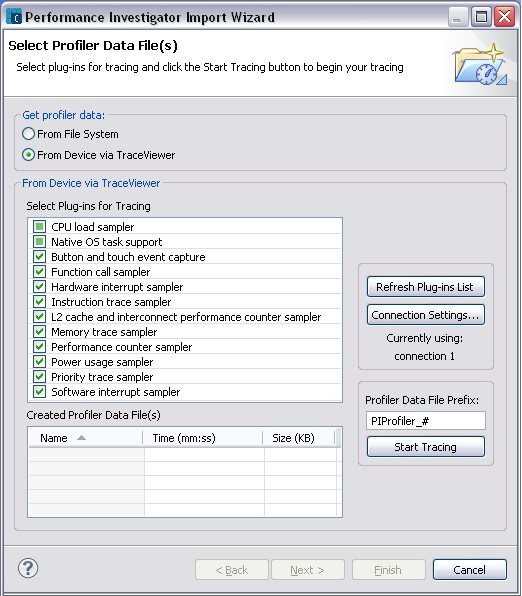 Performance Investigator Import Wizard
Select Profiler Data File(s)
Select plug-ins for tracing and click the Start Tracing button to begin your tracing
Get profiler data:
From File System
From Device via TraceViewer
From Device via TraceViewer
Select Plug-ins for Tracing
CPU load sampler
Native OS task support
Button and touch event capture
Function call sampler
Hardware interrupt sampler
Instruction trace sampler
L2 cache and interconnect performance counter sampler
Memory trace sampler
Performance counter sampler
Power usage sampler
Priority trace sampler
Software interrupt sampler
Refresh Plug-ins List
Connection Settings...
Currently using:
connection 1
Profiler Data File Prefix:
PIProfiler_#
Start Tracing
Created Profiler Data File(s)
Name Time (mm:ss) Size (KB)
? < Back Next > Finish Cancel